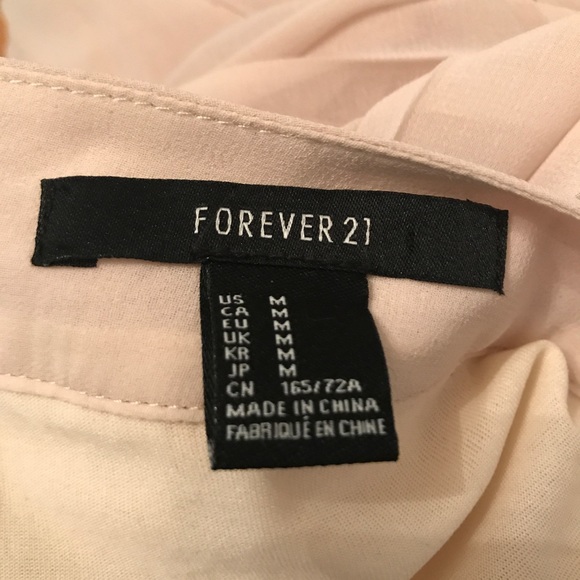 FOREVER 21
US M
CA M
EU M
UK M
KR M
JP M
CN 165/72A
MADE IN CHINA
FABRIQUÉ EN CHINE